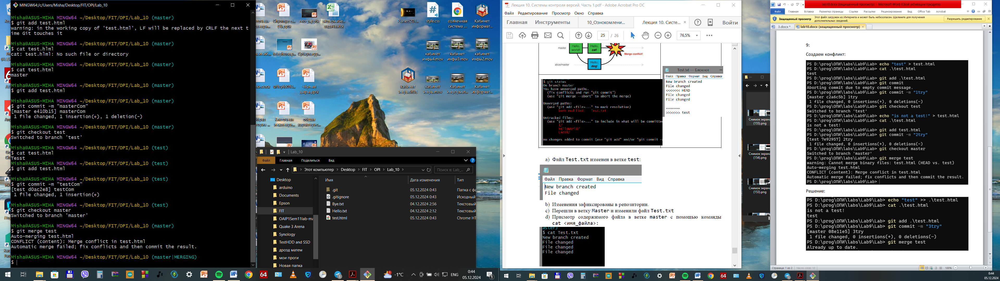 MINGW64:/c/Users/Misha/Desktop/FIT/OPI/Lab_10
Misha@ASUS-MIHA MINGW64 ~/Desktop/FIT/OPI/Lab_10 (master)
$ git add test.html
warning: in the working copy of 'test.html', LF will be replaced by CRLF the next t
ime Git touches it
Misha@ASUS-MIHA MINGW64 ~/Desktop/FIT/OPI/Lab_10 (master)
$ cat test.hlml
cat: test.hlml: No such file or directory
Misha@ASUS-MIHA MINGW64 ~/Desktop/FIT/OPI/Lab_10 (master)
$ cat test.html
master
Misha@ASUS-MIHA MINGW64 ~/Desktop/FIT/OPI/Lab_10 (master)
$ git add test.html
Misha@ASUS-MIHA MINGW64 ~/Desktop/FIT/OPI/Lab_10 (master)
$ git commit -m "masterCom"
[master e410b15] masterCom
1 file changed, 1 insertion(+), 1 deletion(-)
Misha@ASUS-MIHA MINGW64 ~/Desktop/FIT/OPI/Lab_10 (master)
$ git checkout test
Switched to branch 'test'
Misha@ASUS-MIHA MINGW64 ~/Desktop/FIT/OPI/Lab_10 (test)
$ cat test.html
Tesst
Misha@ASUS-MIHA MINGW64 ~/Desktop/FIT/OPI/Lab_10 (test)
$ git add test.html
Misha@ASUS-MIHA MINGW64 ~/Desktop/FIT/OPI/Lab_10 (test)
$ git commit -m "testCom"
[test d0ac2e8] testCom
1 file changed, 1 insertion(+)
Misha@ASUS-MIHA MINGW64 ~/Desktop/FIT/OPI/Lab_10 (test)
$ git checkout master
Switched to branch 'master'
Misha@ASUS-MIHA MINGW64 ~/Desktop/FIT/OPI/Lab_10 (master)
$ git merge test
Auto-merging test.html
CONFLICT (content): Merge conflict in test.html
Automatic merge failed; fix conflicts and then commit the result.
Misha@ASUS-MIHA MINGW64 ~/Desktop/FIT/OPI/Lab_10 (master|MERGING)
$
Chyornye-d...
(1).pptx
геогр.pptx
экономиче...
задача.xlsx
Planets201...
style.css
солнечная
система ....
Кабинет
информат...
telephone.p...
Субкультур...
кабинет
инфы4.mov
кабинет
инфы3.mov
кабинет
инфы2.mov
uf1cy65013...
Чёрные
дыры.pptx
кабинет
инфы.sh3d
кабинет
инфы.mov
Кабинет
информат...
Кабинет
информат...
Клеточная
инженери...
общая
характерис...
Lab_10
Файл Главная Поделиться Вид
Этот компьютер Desktop FIT OPI Lab_10
Поиск в: Lab_...
Desktop
arduino
Documents
Epson
FIT
OAIP1Sem11lab-ma
Quake 3 Arena
Synology
TestHDD and SSD
дрозд матем
мои проги
Новая папка
Имя Дата изменения Тип
.git 05.12.2024 0:43 Папка с фа
.gitignore 05.12.2024 0:43 Исходный
Bye.txt 04.12.2024 2:56 Текстовый
Hello.txt 04.12.2024 2:12 Текстовый
test.html 05.12.2024 0:43 Chrome HT
-1°C
ENG
0:44
05.12.2024
Лекция 10. Системы контроля версий. Часть 1.pdf - Adobe Acrobat Pro DC
Файл Редактирование Просмотр Окно Справка
Главная Инструменты 10_Ознокомлени... Лекция 10. Систе... Войти
25 / 26 76,5%
master
Hello, world!
Hello, cat!
Merge conflict!
alice/master
Hello, dog!
$ git status
On branch master
You have unmerged paths.
(fix conflicts and run "git commit")
(use "git merge --abort" to abort the merge)
Unmerged paths:
(use "git add <file>..." to mark resolution)
both modified: Test.txt
Untracked files:
(use "git add <file>..." to include in what will be committe
1/
Helloworld/
Lec08/
no changes added to commit (use "git add" and/or "git commit -
Test.txt — Блокнот
Файл Правка Формат Вид Справка
New branch created
File changed
<<<<<<< HEAD
File changed
File changed
=======
>>>>>>> test
a) Файл Test.txt изменен в ветке test:
Файл Правка Формат Вид Справка
New branch created
File changed
b) Изменения зафиксированы в репозитории.
c) Перешли в ветку Master и изменили файл Test.txt
d) Присмотр содержимого файла в ветке master с помощью команды
cat <имя_файла>:
aster)
$ cat Test.txt
New branch created
File changed
File changed
File changed
Снимок экрана
(155).png
Снимок экрана
(154).png
Снимок экрана
(153).png
lab10.docx (защищенный просмотр) - Microsoft Word (Сбой активации продукта)
Файл Главная Вставка Разметка страницы Ссылки Рассылки Рецензирование Вид Office Tab Acrobat
Защищенный просмотр Этот файл загружен из Интернета и может быть небезопасен. Щелкните для получения
дополнительных сведений.
Разрешить редактирование
3.docx * lab10.docx (защищенный просмотр)
9:
Создаем конфликт:
PS D:\prog\ОПИ\labs\Lab9\Lab> echo "test" > test.html
PS D:\prog\ОПИ\labs\Lab9\Lab> cat .\test.html
test
PS D:\prog\ОПИ\labs\Lab9\Lab> git add .\test.html
PS D:\prog\ОПИ\labs\Lab9\Lab> git commit
Aborting commit due to empty commit message.
PS D:\prog\ОПИ\labs\Lab9\Lab> git commit -m "1try"
[master c2a6c5b] 1try
1 file changed, 0 insertions(+), 0 deletions(-)
PS D:\prog\ОПИ\labs\Lab9\Lab> git checkout test
Switched to branch 'test'
PS D:\prog\ОПИ\labs\Lab9\Lab> echo "is not a test!" > test.html
PS D:\prog\ОПИ\labs\Lab9\Lab> cat .\test.html
is not a test!
PS D:\prog\ОПИ\labs\Lab9\Lab> git add test.html
PS D:\prog\ОПИ\labs\Lab9\Lab> git commit -m "2try"
[test 7e92957] 2try
1 file changed, 0 insertions(+), 0 deletions(-)
PS D:\prog\ОПИ\labs\Lab9\Lab> git checkout master
Switched to branch 'master'
PS D:\prog\ОПИ\labs\Lab9\Lab> git merge test
warning: Cannot merge binary files: test.html (HEAD vs. test)
Auto-merging test.html
CONFLICT (content): Merge conflict in test.html
Automatic merge failed; fix conflicts and then commit the result.
PS D:\prog\ОПИ\labs\Lab9\Lab>
Решение:
PS D:\prog\ОПИ\labs\Lab9\Lab> echo "test" >> .\test.html
PS D:\prog\ОПИ\labs\Lab9\Lab> cat .\test.html
is not a test!
test
PS D:\prog\ОПИ\labs\Lab9\Lab> git add .\test.html
PS D:\prog\ОПИ\labs\Lab9\Lab> git commit -m "3try"
[master 08e11e5] 3try
1 file changed, 0 insertions(+), 0 deletions(-)
PS D:\prog\ОПИ\labs\Lab9\Lab> git merge test
Already up to date.
Страница: 1 из 2 Число слов: 10 100%
0:44
05.12.2024